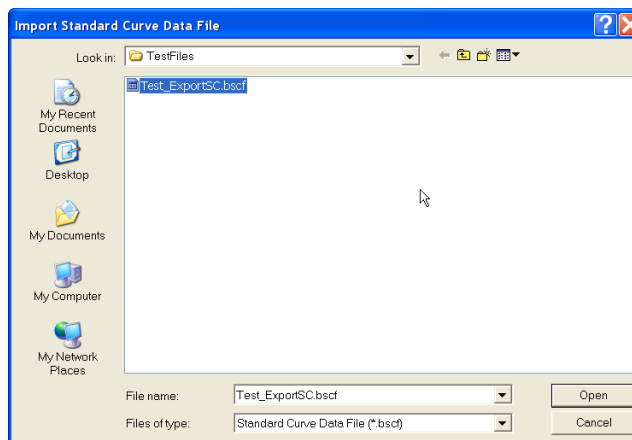 Import Standard Curve Data File
Look in: TestFiles
Test_ExportSC.bscf
My Recent
Documents
Desktop
My Documents
My Computer
My Network
Places
File name: Test_ExportSC.bscf Open
Files of type: Standard Curve Data File (*.bscf) Cancel